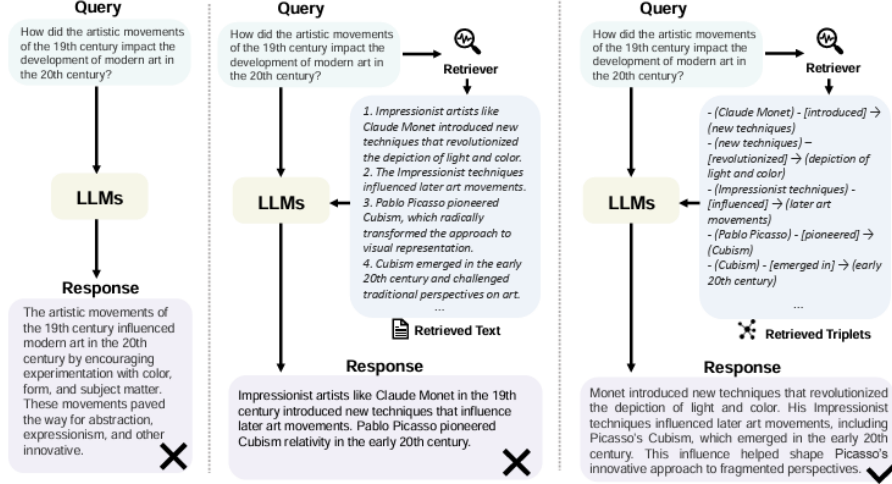 Query
How did the artistic movements
of the 19th century impact the
development of modern art in
the 20th century?
LLMs
Response
The artistic movements of
the 19th century influenced
modern art in the 20th
century by encouraging
experimentation with color,
form, and subject matter.
These movements paved
the way for abstraction,
expressionism, and other
innovative.
Query
How did the artistic movements
of the 19th century impact the
development of modern art in
the 20th century?
Retriever
1. Impressionist artists like
Claude Monet introduced new
techniques that revolutionized
the depiction of light and color.
2. The Impressionist techniques
influenced later art movements.
3. Pablo Picasso pioneered
Cubism, which radically
transformed the approach to
visual representation.
4. Cubism emerged in the early
20th century and challenged
traditional perspectives on art.
...
LLMs
Retrieved Text
Response
Impressionist artists like Claude Monet in the 19th
century introduced new techniques that influence
later art movements. Pablo Picasso pioneered
Cubism relativity in the early 20th century.
Query
How did the artistic movements
of the 19th century impact the
development of modern art in
the 20th century?
Retriever
- (Claude Monet) - [introduced] →
(new techniques)
- (new techniques) –
[revolutionized] → (depiction of
light and color)
- (Impressionist techniques) -
[influenced] → (later art
movements)
- (Pablo Picasso) - [pioneered] →
(Cubism)
- (Cubism) - [emerged in] → (early
20th century)
...
LLMs
Retrieved Triplets
Response
Monet introduced new techniques that revolutionized
the depiction of light and color. His Impressionist
techniques influenced later art movements, including
Picasso's Cubism, which emerged in the early 20th
century. This influence helped shape Picasso's
innovative approach to fragmented perspectives.